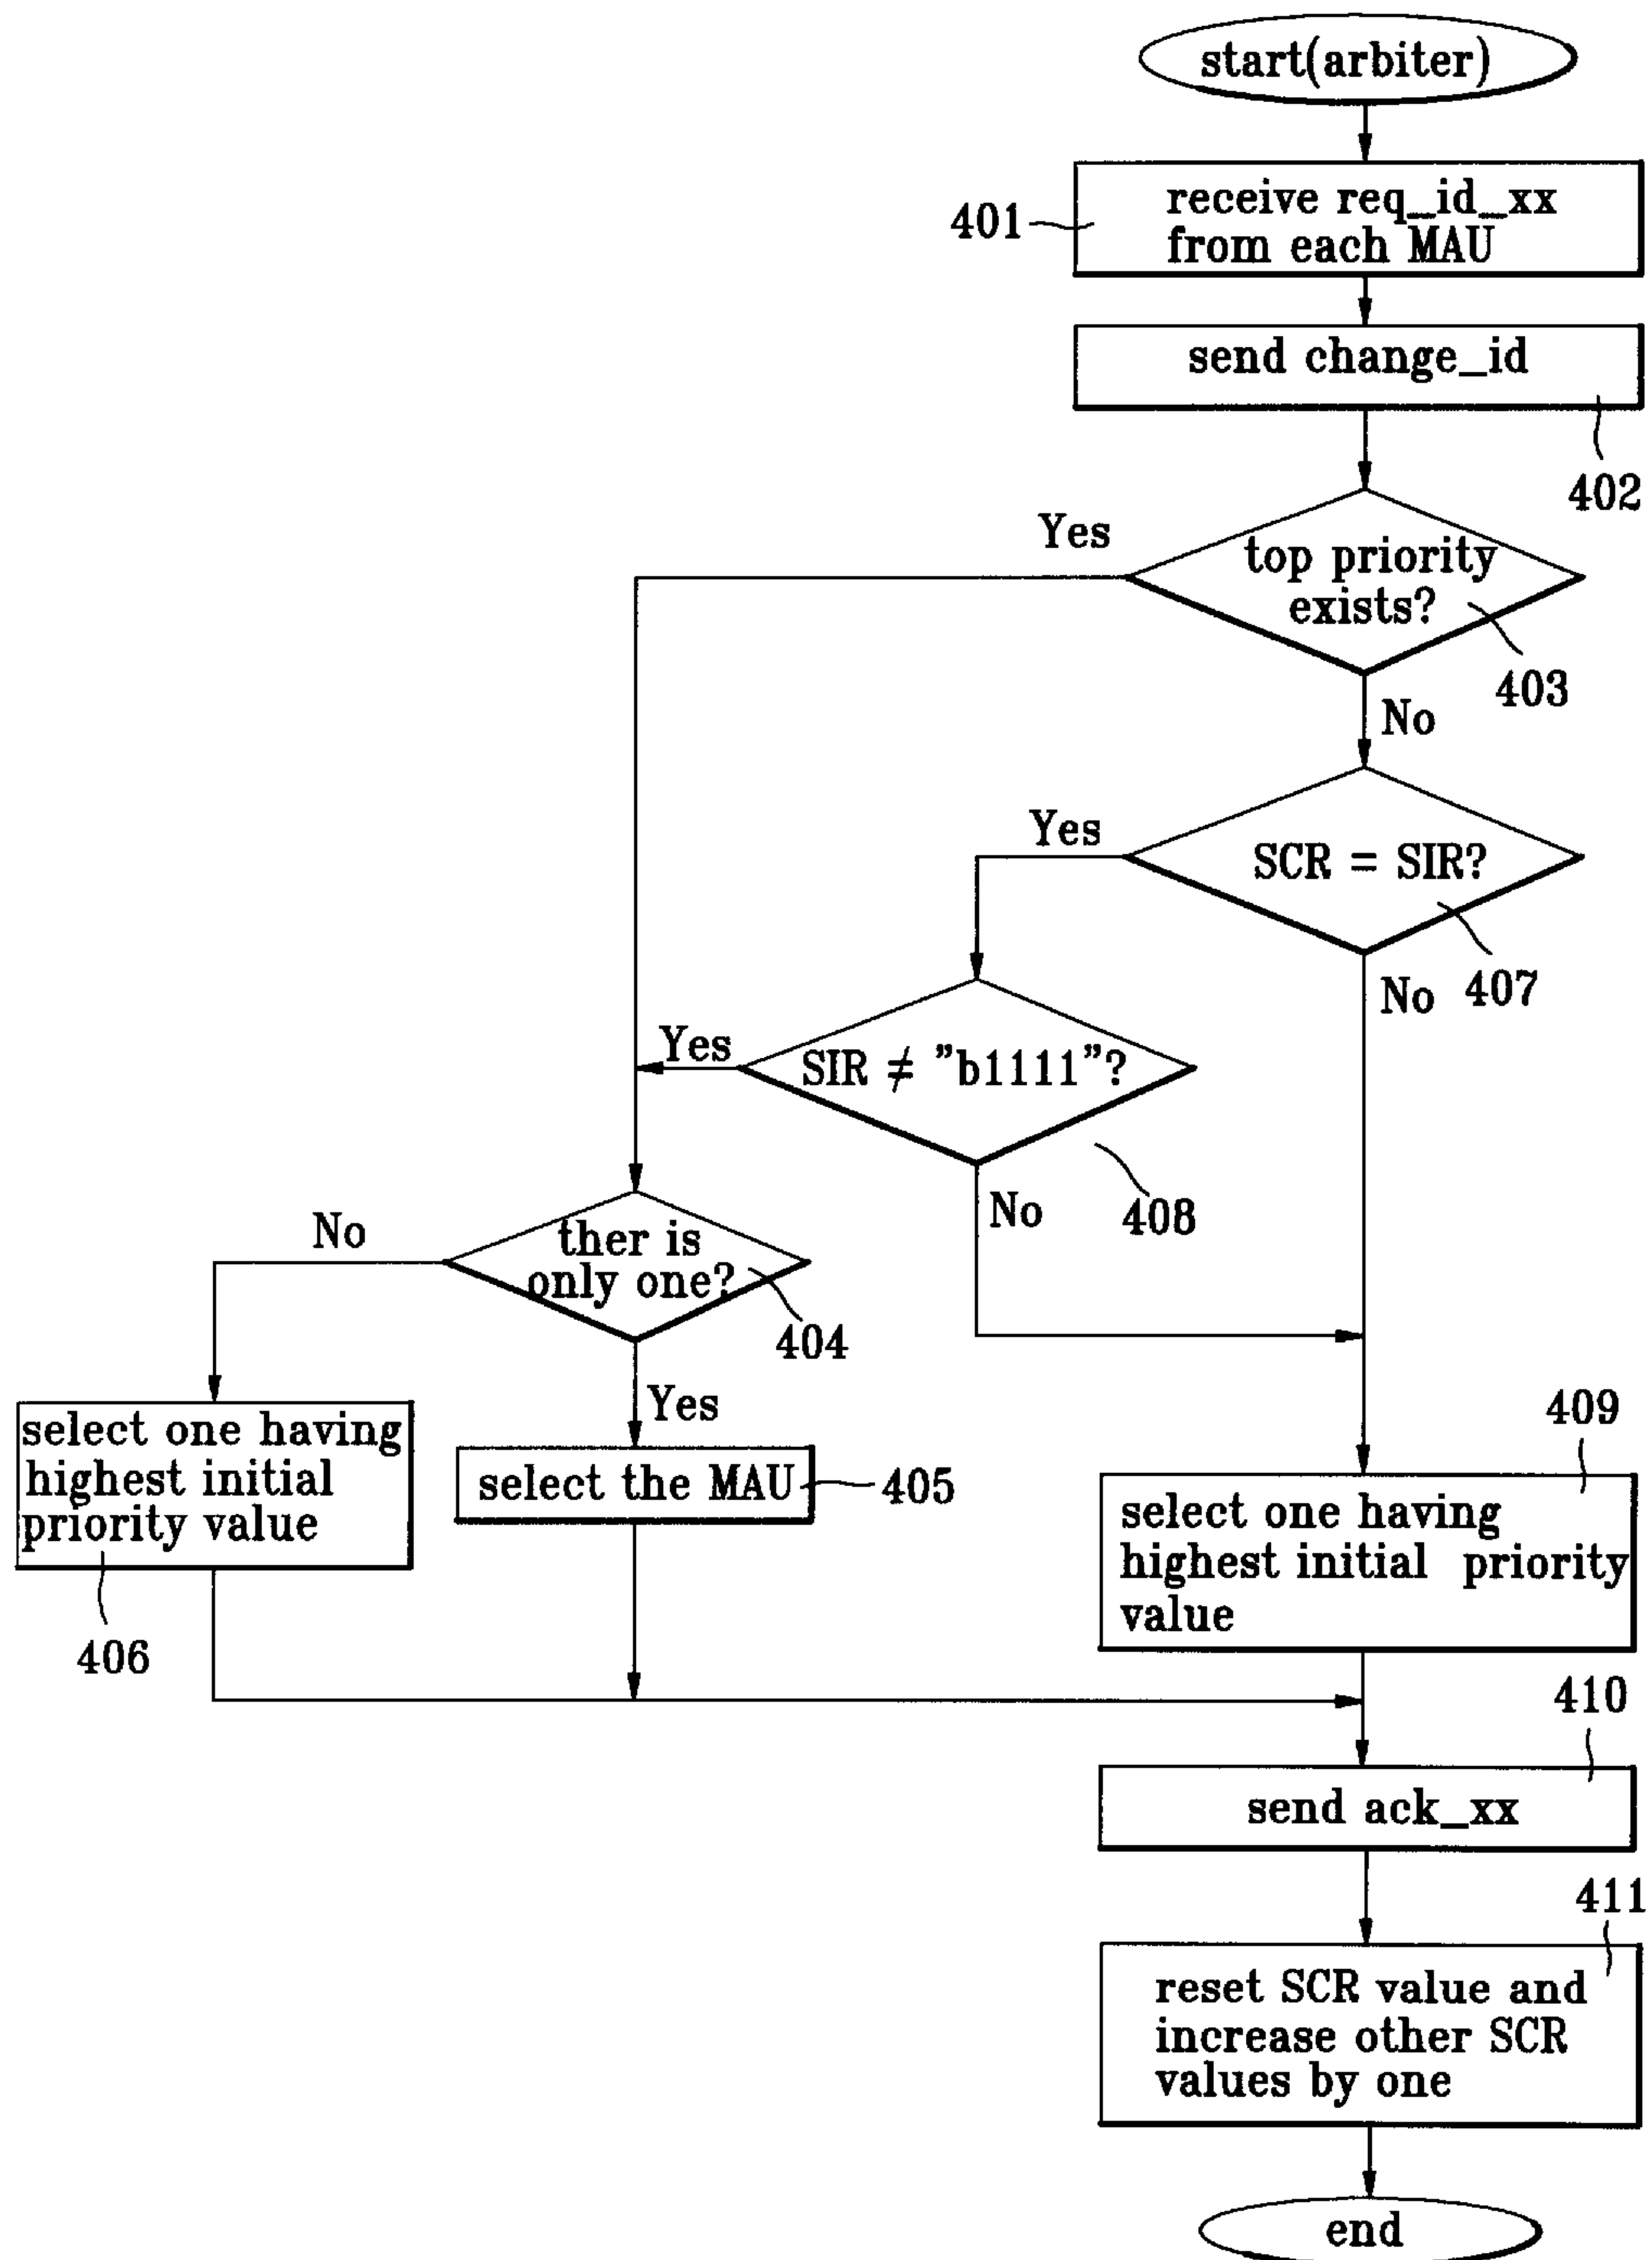 start(arbiter)
receive req_id_xx
from each MAU
401
send change_id
402
Yes
top priority
exists?
403
No
Yes
SCR = SIR?
No
407
Yes
SIR ≠ "b1111"?
No
408
No
ther is
only one?
404
Yes
select one having
highest initial
priority value
406
select the MAU
405
409
select one having
highest initial priority
value
410
send ack_xx
411
reset SCR value and
increase other SCR
values by one
end